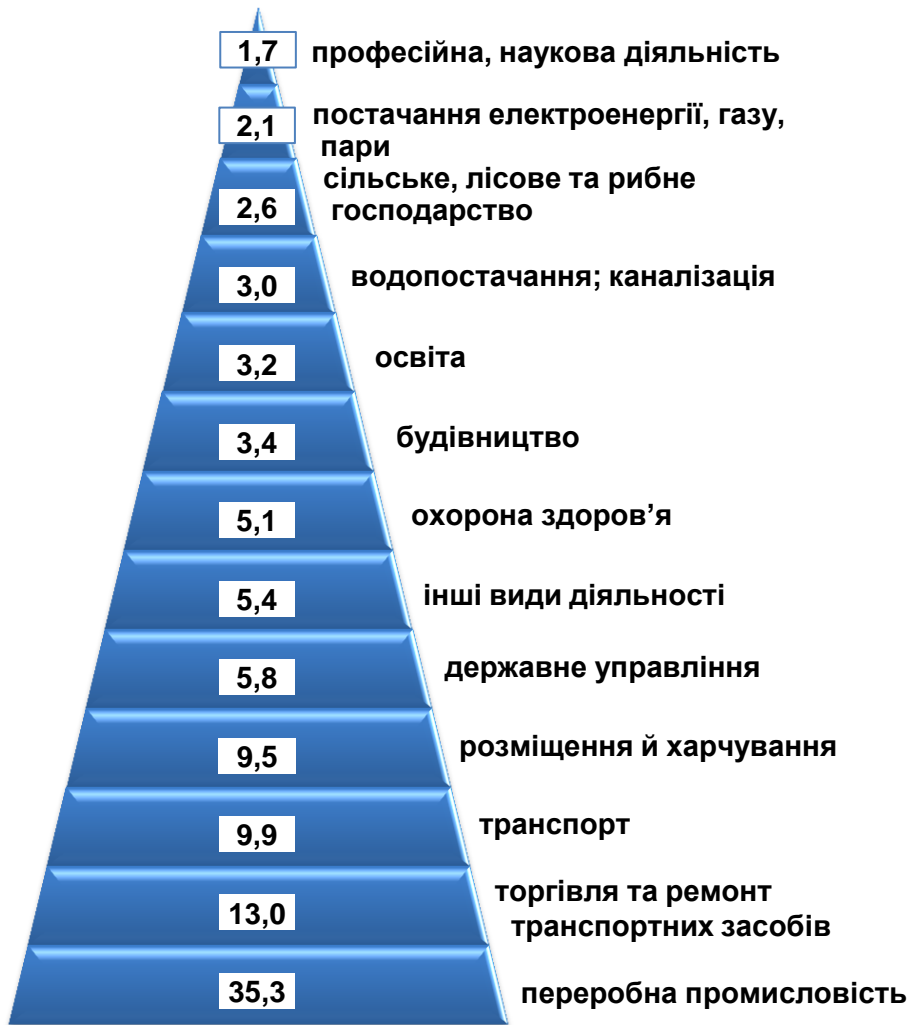 1,7 професійна, наукова діяльність
2,1 постачання електроенергії, газу,
пари
2,6 сільське, лісове та рибне
господарство
3,0 водопостачання; каналізація
3,2 освіта
3,4 будівництво
5,1 охорона здоров’я
5,4 інші види діяльності
5,8 державне управління
9,5 розміщення й харчування
9,9 транспорт
13,0 торгівля та ремонт
транспортних засобів
35,3 переробна промисловість